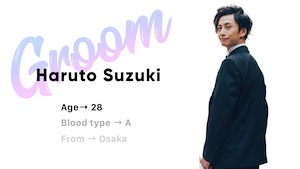 Groom
Haruto Suzuki
Age→ 28
Blood type → A
From → Osaka